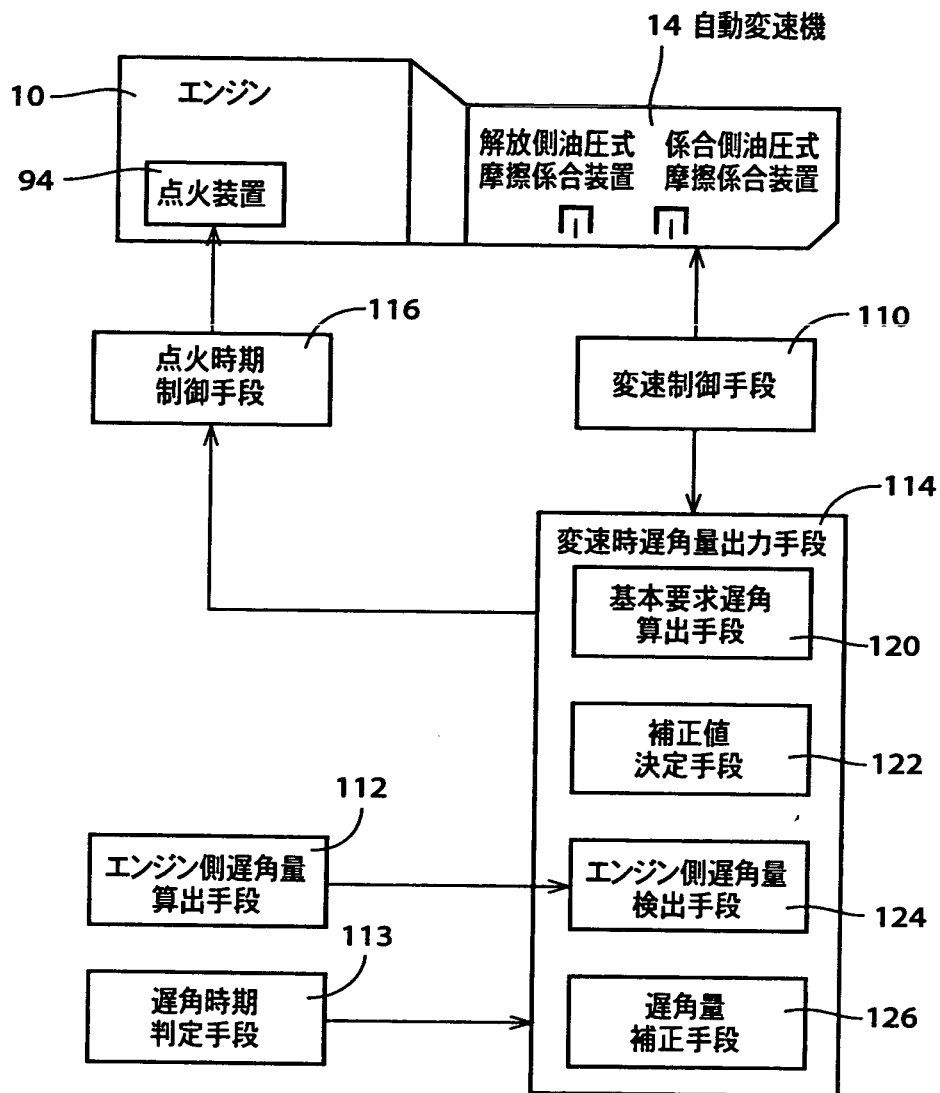 14 自動変速機
10
エンジン
解放側油圧式
摩擦係合装置
係合側油圧式
摩擦係合装置
94
点火装置
116
点火時期
制御手段
110
変速制御手段
114
変速時遅角量出力手段
基本要求遅角
算出手段
120
補正値
決定手段
122
112
エンジン側遅角量
算出手段
エンジン側遅角量
検出手段
124
113
遅角時期
判定手段
遅角量
補正手段
126